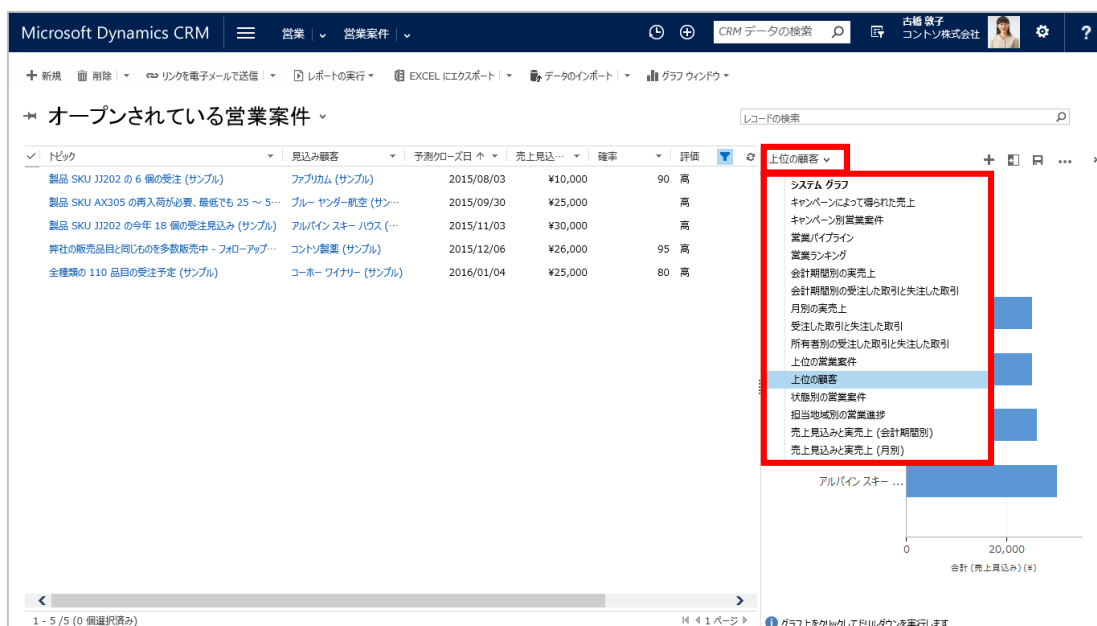 Microsoft Dynamics CRM 営業 営業案件 CRM データの検索 古橋 敦子 コントソ株式会社 ?
新規 削除 リンクを電子メールで送信 レポートの実行 EXCEL にエクスポート データのインポート グラフ ウィンドウ
オープンされている営業案件
レコードの検索
トピック 見込み顧客 予測クローズ日 売上見込… 確率 評価
製品 SKU JJ202 の 6 個の受注 (サンプル) ファブリカム (サンプル) 2015/08/03 ¥10,000 90 高
製品 SKU AX305 の再入荷が必要、最低でも 25 ~ 5… ブルー ヤンダー航空 (サン… 2015/09/30 ¥25,000 高
製品 SKU JJ202 の今年 18 個の受注見込み (サンプル) アルパイン スキー ハウス (… 2015/11/03 ¥30,000 高
弊社の販売品目と同じものを多数販売中 - フォローアップ… コントソ製薬 (サンプル) 2015/12/06 ¥26,000 95 高
全種類の 110 品目の受注予定 (サンプル) コーホー ワイナリー (サンプル) 2016/01/04 ¥25,000 80 高
上位の顧客
システム グラフ
キャンペーンによって得られた売上
キャンペーン別営業案件
営業パイプライン
営業ランキング
会計期間別の実売上
会計期間別の受注した取引と失注した取引
月別の実売上
受注した取引と失注した取引
所有者別の受注した取引と失注した取引
上位の営業案件
上位の顧客
状態別の営業案件
担当地域別の営業進捗
売上見込みと実売上 (会計期間別)
売上見込みと実売上 (月別)
アルパイン スキー ...
0 20,000
合計 (売上見込み) (¥)
1 - 5 /5 (0 個選択済み) 1 ページ
グラフ上をクリックしてドリルダウンを実行します